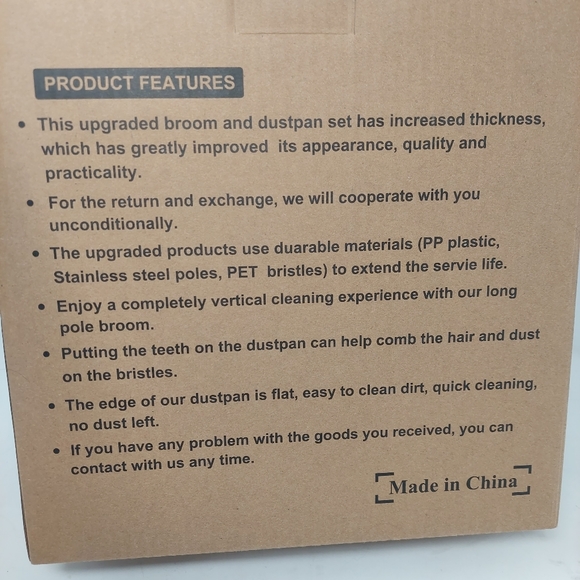 PRODUCT FEATURES
• This upgraded broom and dustpan set has increased thickness,
which has greatly improved its appearance, quality and
practicality.
• For the return and exchange, we will cooperate with you
unconditionally.
• The upgraded products use duarable materials (PP plastic,
Stainless steel poles, PET bristles) to extend the servie life.
• Enjoy a completely vertical cleaning experience with our long
pole broom.
• Putting the teeth on the dustpan can help comb the hair and dust
on the bristles.
• The edge of our dustpan is flat, easy to clean dirt, quick cleaning,
no dust left.
• If you have any problem with the goods you received, you can
contact with us any time.
Made in China